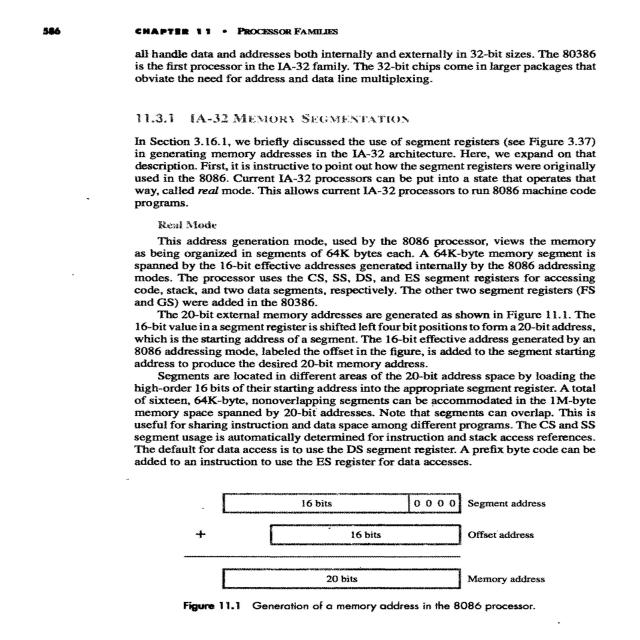 586 CHAPTER 11 • PROCESSOR FAMILIES
all handle data and addresses both internally and externally in 32-bit sizes. The 80386
is the first processor in the IA-32 family. The 32-bit chips come in larger packages that
obviate the need for address and data line multiplexing.
11.3.1 IA-32 MEMORY SEGMENTATION
In Section 3.16.1, we briefly discussed the use of segment registers (see Figure 3.37)
in generating memory addresses in the IA-32 architecture. Here, we expand on that
description. First, it is instructive to point out how the segment registers were originally
used in the 8086. Current IA-32 processors can be put into a state that operates that
way, called real mode. This allows current IA-32 processors to run 8086 machine code
programs.
Real Mode
This address generation mode, used by the 8086 processor, views the memory
as being organized in segments of 64K bytes each. A 64K-byte memory segment is
spanned by the 16-bit effective addresses generated internally by the 8086 addressing
modes. The processor uses the CS, SS, DS, and ES segment registers for accessing
code, stack, and two data segments, respectively. The other two segment registers (FS
and GS) were added in the 80386.
The 20-bit external memory addresses are generated as shown in Figure 11.1. The
16-bit value in a segment register is shifted left four bit positions to form a 20-bit address,
which is the starting address of a segment. The 16-bit effective address generated by an
8086 addressing mode, labeled the offset in the figure, is added to the segment starting
address to produce the desired 20-bit memory address.
Segments are located in different areas of the 20-bit address space by loading the
high-order 16 bits of their starting address into the appropriate segment register. A total
of sixteen, 64K-byte, nonoverlapping segments can be accommodated in the 1M-byte
memory space spanned by 20-bit addresses. Note that segments can overlap. This is
useful for sharing instruction and data space among different programs. The CS and SS
segment usage is automatically determined for instruction and stack access references.
The default for data access is to use the DS segment register. A prefix byte code can be
added to an instruction to use the ES register for data accesses.
16 bits 0 0 0 0 Segment address
+ 16 bits Offset address
20 bits Memory address
Figure 11.1 Generation of a memory address in the 8086 processor.